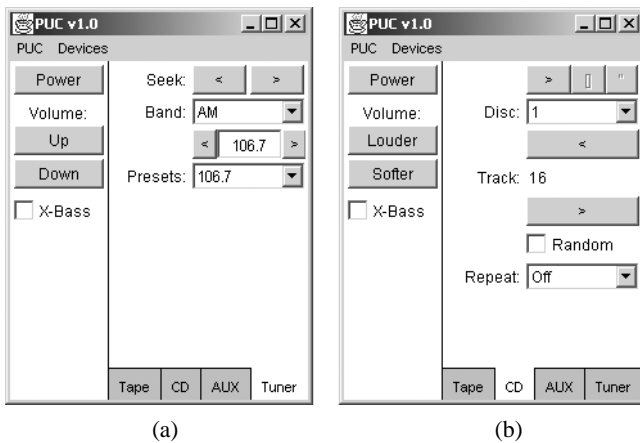 PUC v1.0
PUC Devices
Power
Volume:
Up
Down
X-Bass
Seek: < >
Band: AM
< 106.7 >
Presets: 106.7
Tape CD AUX Tuner
(a)
PUC v1.0
PUC Devices
Power
Volume:
Louder
Softer
X-Bass
> [] "
Disc: 1
<
Track: 16
>
Random
Repeat: Off
Tape CD AUX Tuner
(b)